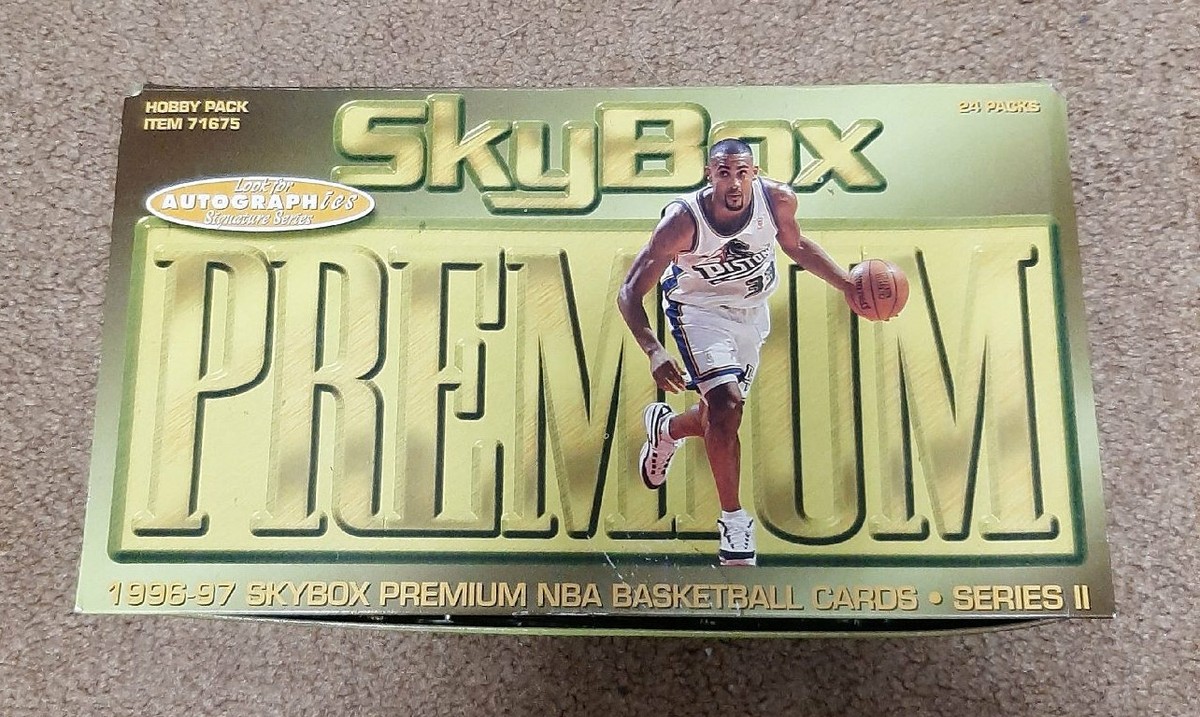 HOBBY PACK
ITEM 71675
24 PACKS
SkyBox
Look for
AUTOGRAPHics
Signature Series
PREMIUM
PISTONS
33
1996-97 SKYBOX PREMIUM NBA BASKETBALL CARDS • SERIES II